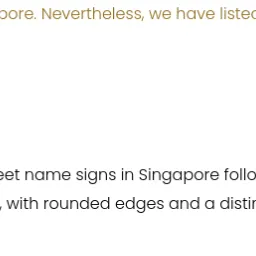 pore. Nevertheless, we have listed
eet name signs in Singapore follo
, with rounded edges and a distin